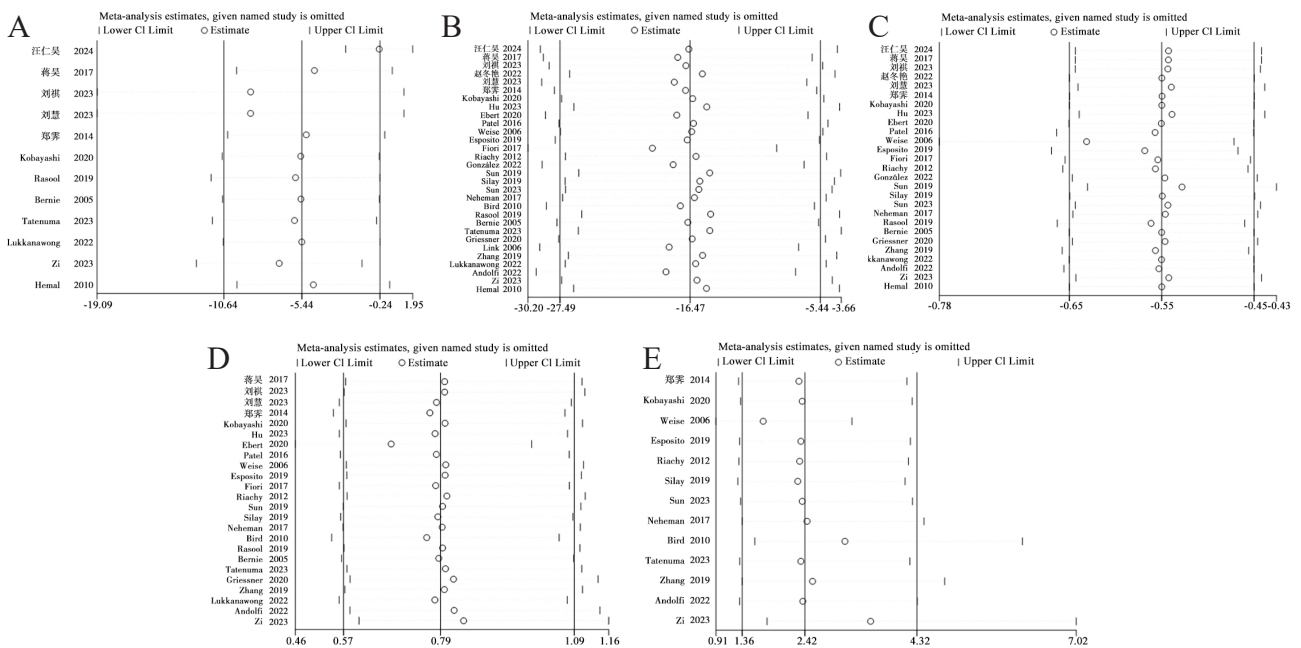 A
Meta-analysis estimates, given named study is omitted
Lower CI Limit Estimate Upper CI Limit
汪仁昊 2024
蒋昊 2017
刘祺 2023
刘慧 2023
郑霁 2014
Kobayashi 2020
Rasool 2019
Bernie 2005
Tatenuma 2023
Lukkanawong 2022
Zi 2023
Hemal 2010
-19.09 -10.64 -5.44 -0.24 1.95
B
Meta-analysis estimates, given named study is omitted
Lower CI Limit Estimate Upper CI Limit
汪仁昊 2024
蒋昊 2017
刘祺 2023
赵冬艳 2022
刘慧 2023
郑霁 2014
Kobayashi 2020
Hu 2023
Ebert 2020
Patel 2016
Weise 2006
Esposito 2019
Fiori 2017
Riachy 2012
González 2022
Sun 2019
Silay 2019
Sun 2023
Neheman 2017
Bird 2010
Rasool 2019
Bernie 2005
Tatenuma 2023
Griessner 2020
Link 2006
Zhang 2019
Lukkanawong 2022
Andolfi 2022
Zi 2023
Hemal 2010
-30.20 -27.49 -16.47 -5.44 -3.66
C
Meta-analysis estimates, given named study is omitted
Lower CI Limit Estimate Upper CI Limit
汪仁昊 2024
蒋昊 2017
刘祺 2023
赵冬艳 2022
刘慧 2023
郑霁 2014
Kobayashi 2020
Hu 2023
Ebert 2020
Patel 2016
Weise 2006
Esposito 2019
Fiori 2017
Riachy 2012
González 2022
Sun 2019
Silay 2019
Sun 2023
Neheman 2017
Rasool 2019
Bernie 2005
Griessner 2020
Zhang 2019
kkanawong 2022
Andolfi 2022
Zi 2023
Hemal 2010
-0.78 -0.65 -0.55 -0.45 -0.43
D
Meta-analysis estimates, given named study is omitted
Lower CI Limit Estimate Upper CI Limit
蒋昊 2017
刘祺 2023
刘慧 2023
郑霁 2014
Kobayashi 2020
Hu 2023
Ebert 2020
Patel 2016
Weise 2006
Esposito 2019
Fiori 2017
Riachy 2012
Sun 2019
Silay 2019
Neheman 2017
Bird 2010
Rasool 2019
Bernie 2005
Tatenuma 2023
Griessner 2020
Zhang 2019
Lukkanawong 2022
Andolfi 2022
Zi 2023
0.46 0.57 0.79 1.09 1.16
E
Meta-analysis estimates, given named study is omitted
Lower CI Limit Estimate Upper CI Limit
郑霁 2014
Kobayashi 2020
Weise 2006
Esposito 2019
Riachy 2012
Silay 2019
Sun 2023
Neheman 2017
Bird 2010
Tatenuma 2023
Zhang 2019
Andolfi 2022
Zi 2023
0.91 1.36 2.42 4.32 7.02